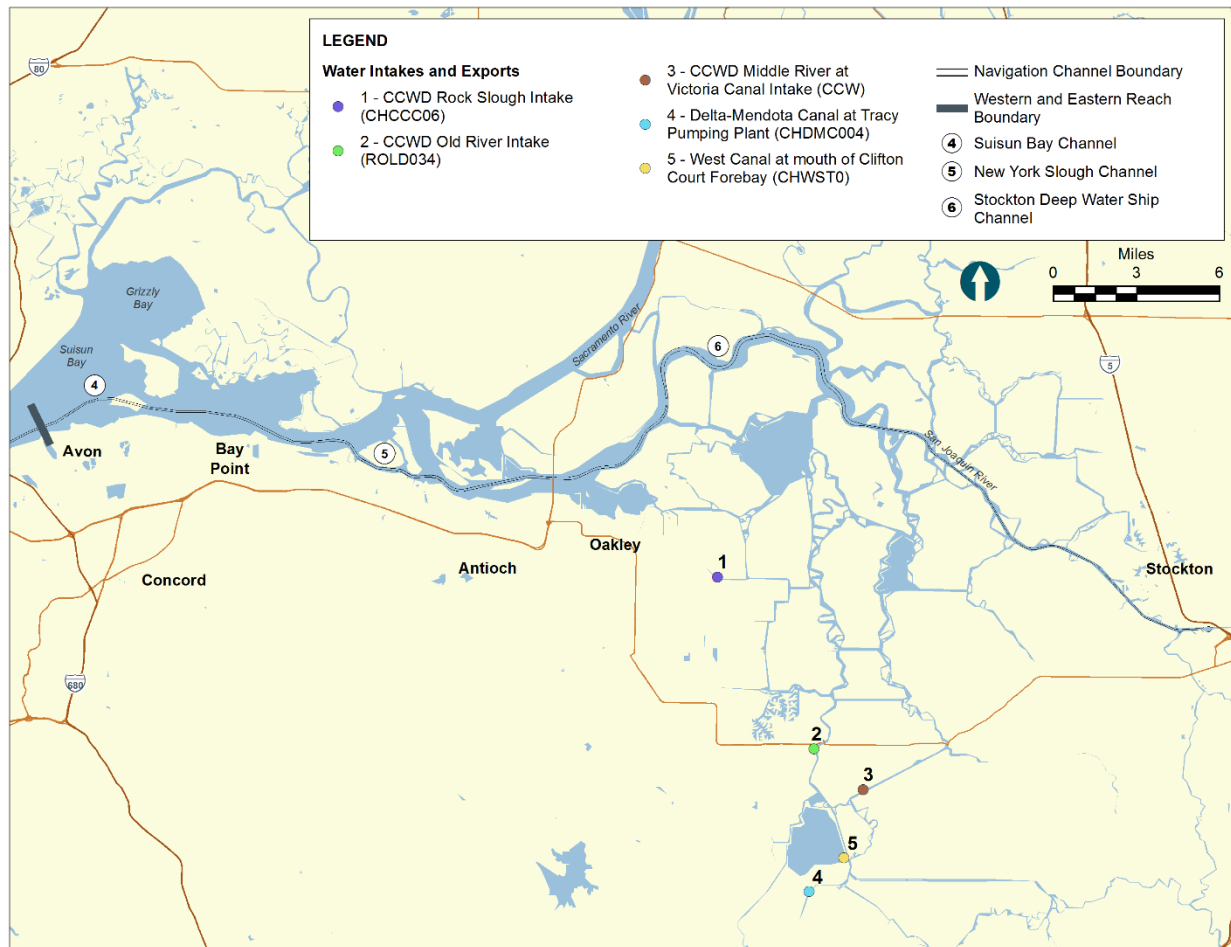 LEGEND
Water Intakes and Exports
1 - CCWD Rock Slough Intake
(CHCCC06)
2 - CCWD Old River Intake
(ROLD034)
3 - CCWD Middle River at
Victoria Canal Intake (CCW)
4 - Delta-Mendota Canal at Tracy
Pumping Plant (CHDMC004)
5 - West Canal at mouth of Clifton
Court Forebay (CHWST0)
Navigation Channel Boundary
Western and Eastern Reach
Boundary
4 Suisun Bay Channel
5 New York Slough Channel
6 Stockton Deep Water Ship
Channel
80
Miles
0 3 6
Grizzly
Bay
Sacramento River
Suisun
Bay
4
6
5
Avon
Bay
Point
5
San Joaquin River
Oakley
Concord
Antioch
1
Stockton
680
2
3
5
4